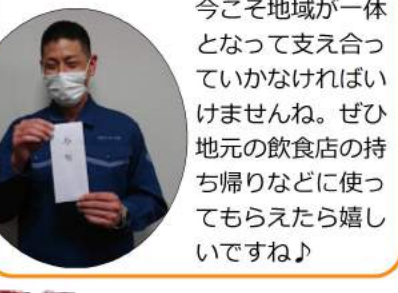 今こそ地域が一体
となって支え合っ
ていかなければい
けませんね。ぜひ
地元の飲食店の持
ち帰りなどに使っ
てもらえたら嬉し
いですね♪